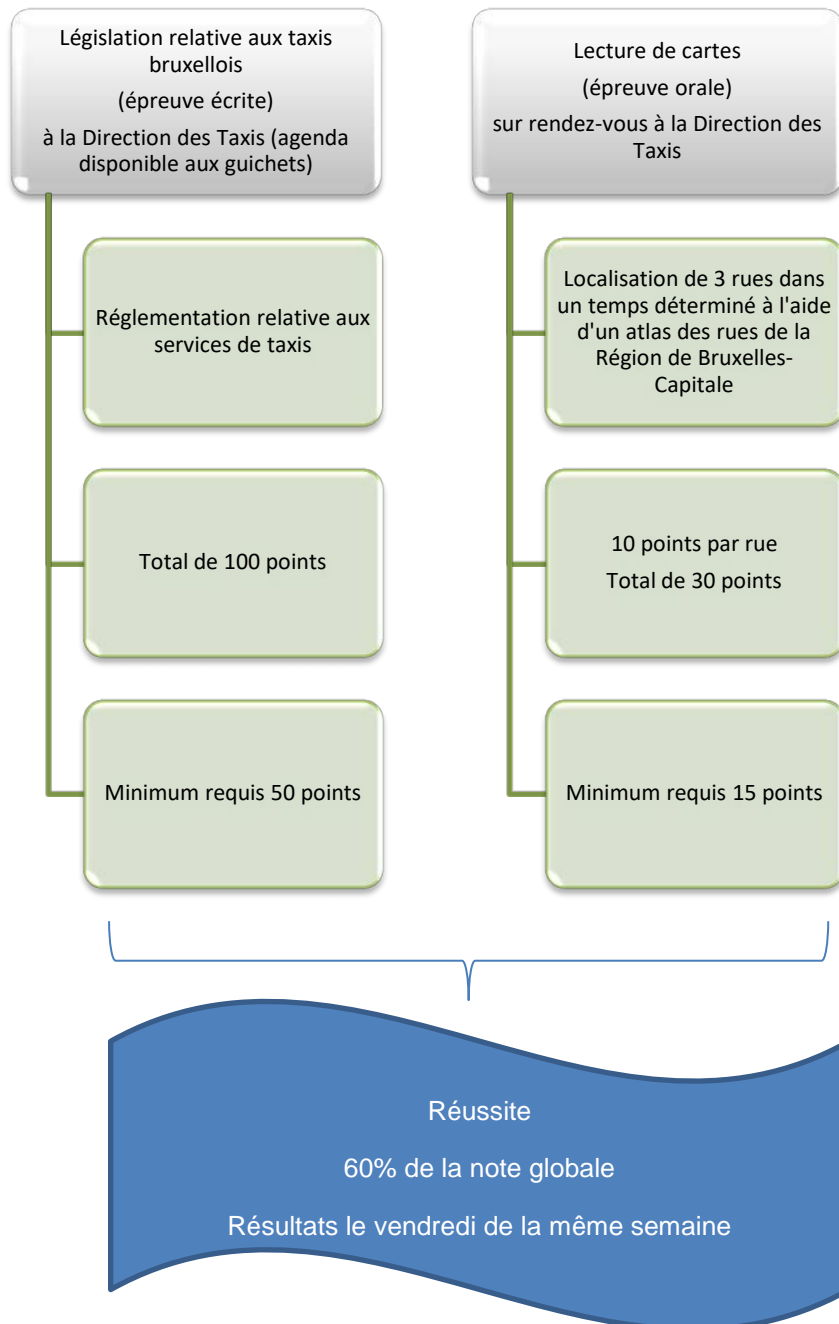 Législation relative aux taxis
bruxellois
(épreuve écrite)
à la Direction des Taxis (agenda
disponible aux guichets)
Réglementation relative aux
services de taxis
Total de 100 points
Minimum requis 50 points
Lecture de cartes
(épreuve orale)
sur rendez-vous à la Direction des
Taxis
Localisation de 3 rues dans
un temps déterminé à l'aide
d'un atlas des rues de la
Région de Bruxelles-
Capitale
10 points par rue
Total de 30 points
Minimum requis 15 points
Réussite
60% de la note globale
Résultats le vendredi de la même semaine